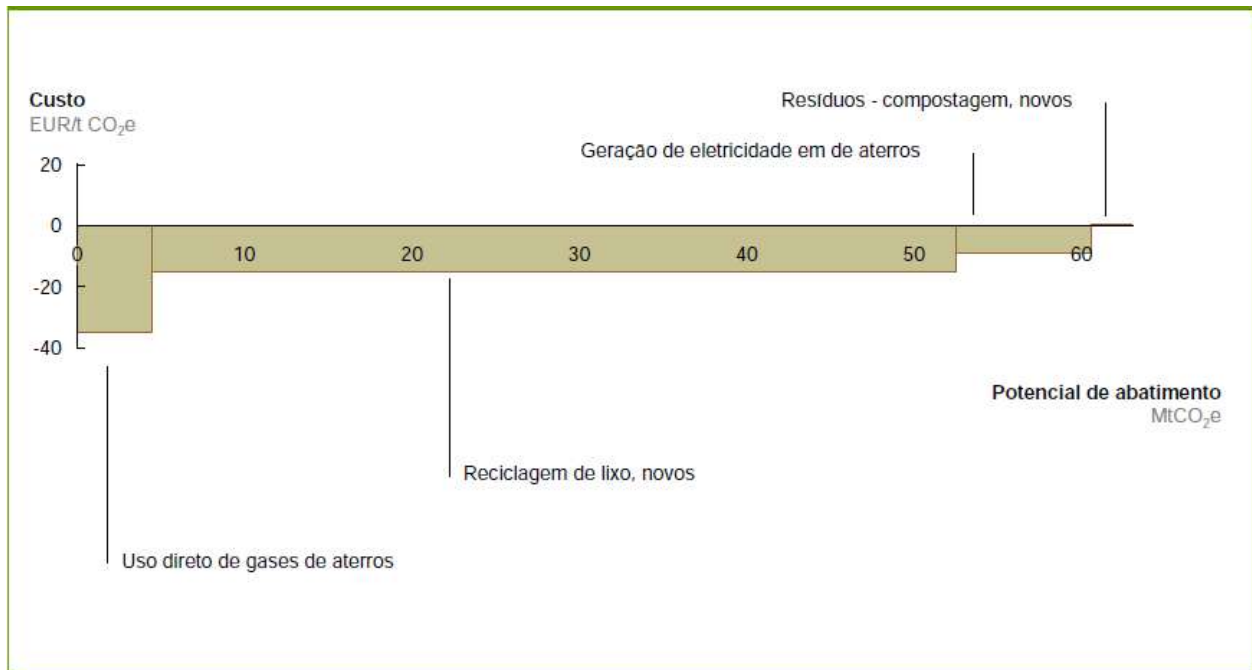 Custo
EUR/t CO₂e
Resíduos - compostagem, novos
Geração de eletricidade em de aterros
20
0
-20
-40
0 10 20 30 40 50 60
Potencial de abatimento
MtCO₂e
Reciclagem de lixo, novos
Uso direto de gases de aterros